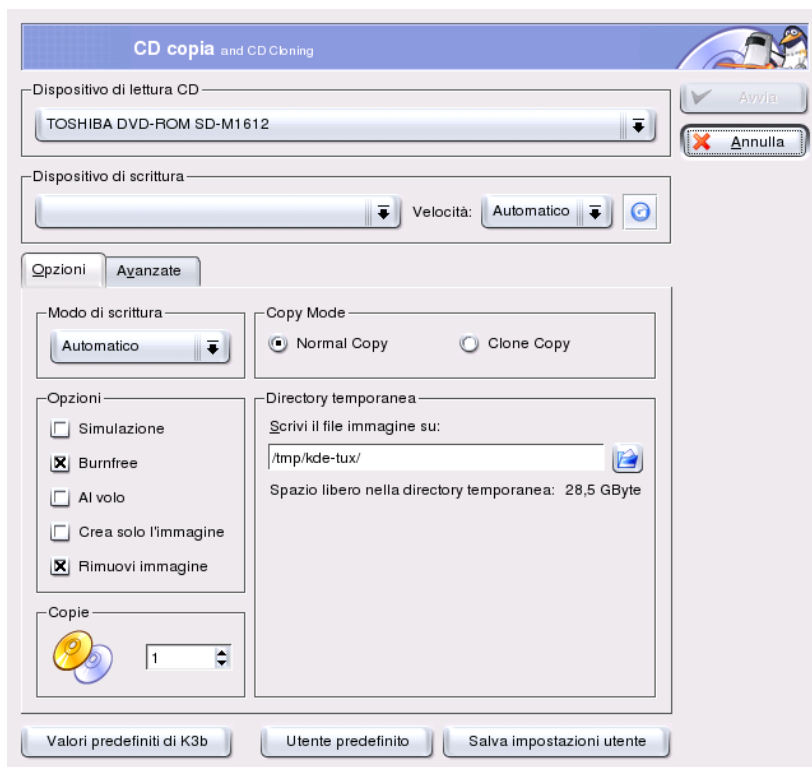 CD copia and CD Cloning
Dispositivo di lettura CD
TOSHIBA DVD-ROM SD-M1612
Avvia
Annulla
Dispositivo di scrittura
Velocità: Automatico
Opzioni
Avanzate
Modo di scrittura
Automatico
Copy Mode
Normal Copy
Clone Copy
Opzioni
Simulazione
Burnfree
Al volo
Crea solo l'immagine
Rimuovi immagine
Directory temporanea
Scrivi il file immagine su:
/tmp/kde-tux/
Spazio libero nella directory temporanea: 28,5 GByte
Copie
1
Valori predefiniti di K3b
Utente predefinito
Salva impostazioni utente